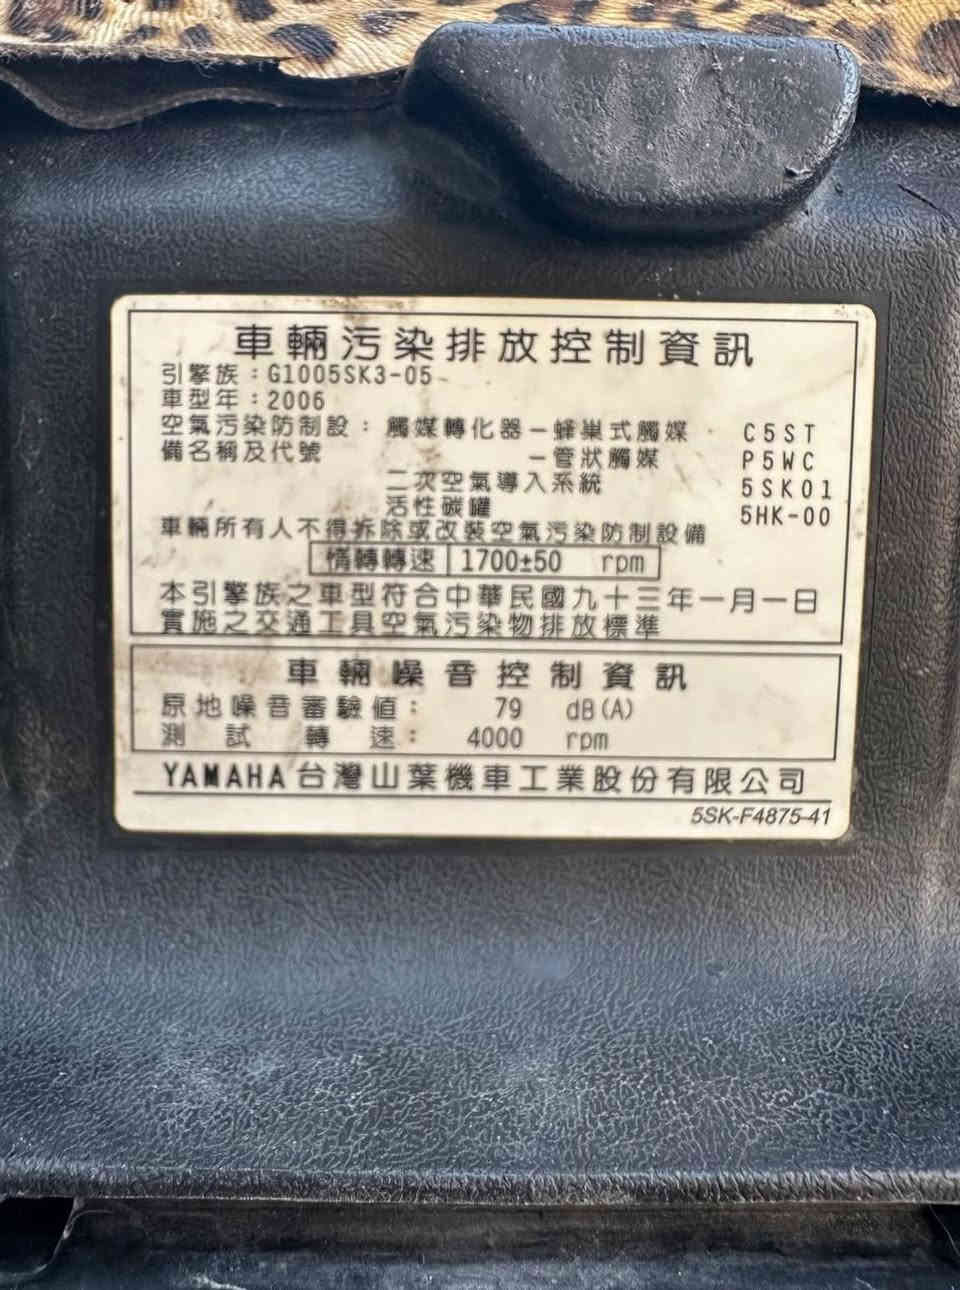 車輛污染排放控制資訊
引擎族：G1005SK3-05
車型年：2006
空氣污染防制設：觸媒轉化器－蜂巢式觸媒 C5ST
備名稱及代號 －管狀觸媒 P5WC
二次空氣導入系統 5SK01
活性碳罐 5HK-00
車輛所有人不得拆除或改裝空氣污染防制設備
惰轉轉速 1700±50 rpm
本引擎族之車型符合中華民國九十三年一月一日
實施之交通工具空氣污染物排放標準
車輛噪音控制資訊
原地噪音審驗值： 79 dB(A)
測試轉速： 4000 rpm
YAMAHA台灣山葉機車工業股份有限公司
5SK-F4875-41